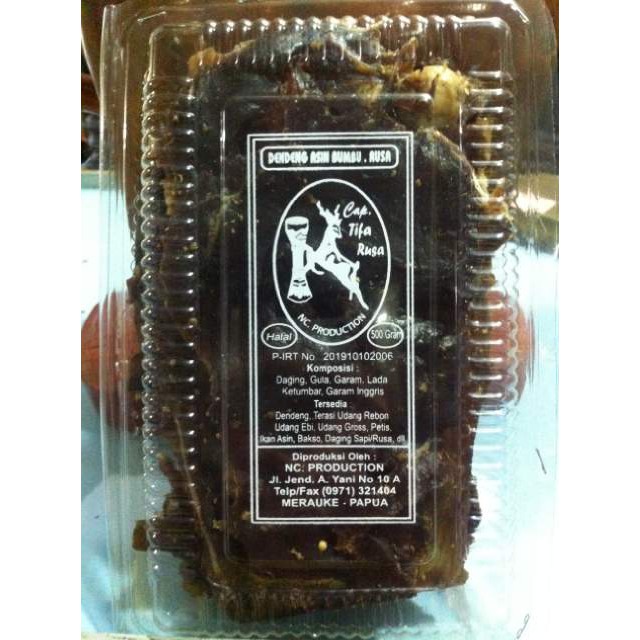 DENDENG ASIN BUMBU . RUSA
Cap.
Tifa
Rusa
NC. PRODUCTION
Halal
500 Gram
P-IRT No. 201910102006
Komposisi :
Daging, Gula, Garam, Lada
Ketumbar, Garam Inggris
Tersedia
Dendeng, Terasi Udang Rebon
Udang Ebi, Udang Gross, Petis.
Ikan Asin, Bakso, Daging Sapi/Rusa, dll
Diproduksi Oleh :
NC. PRODUCTION
Jl. Jend. A. Yani No 10 A
Telp/Fax (0971) 321404
MERAUKE - PAPUA